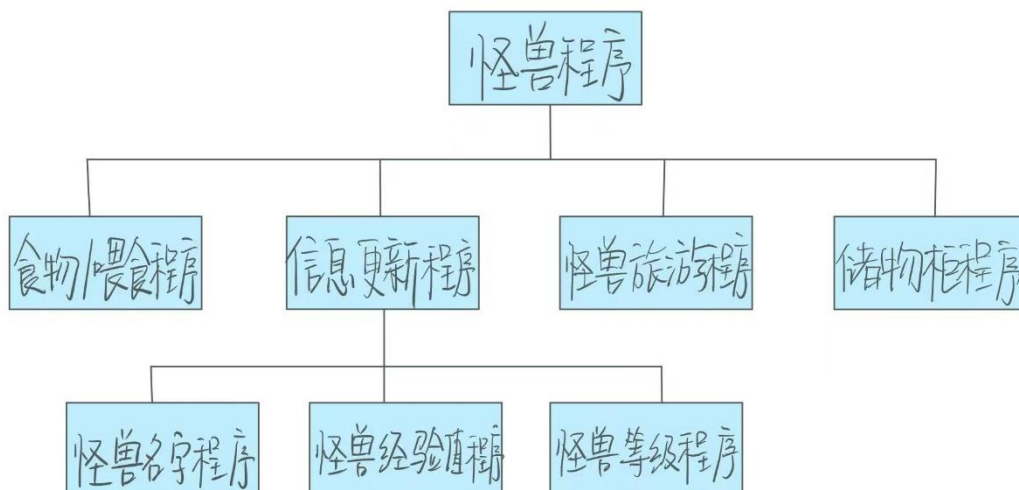 怪兽程序
食物/喂食程序
信息更新程序
怪兽旅游程序
储物柜程序
怪兽名字程序
怪兽经验值程序
怪兽等级程序